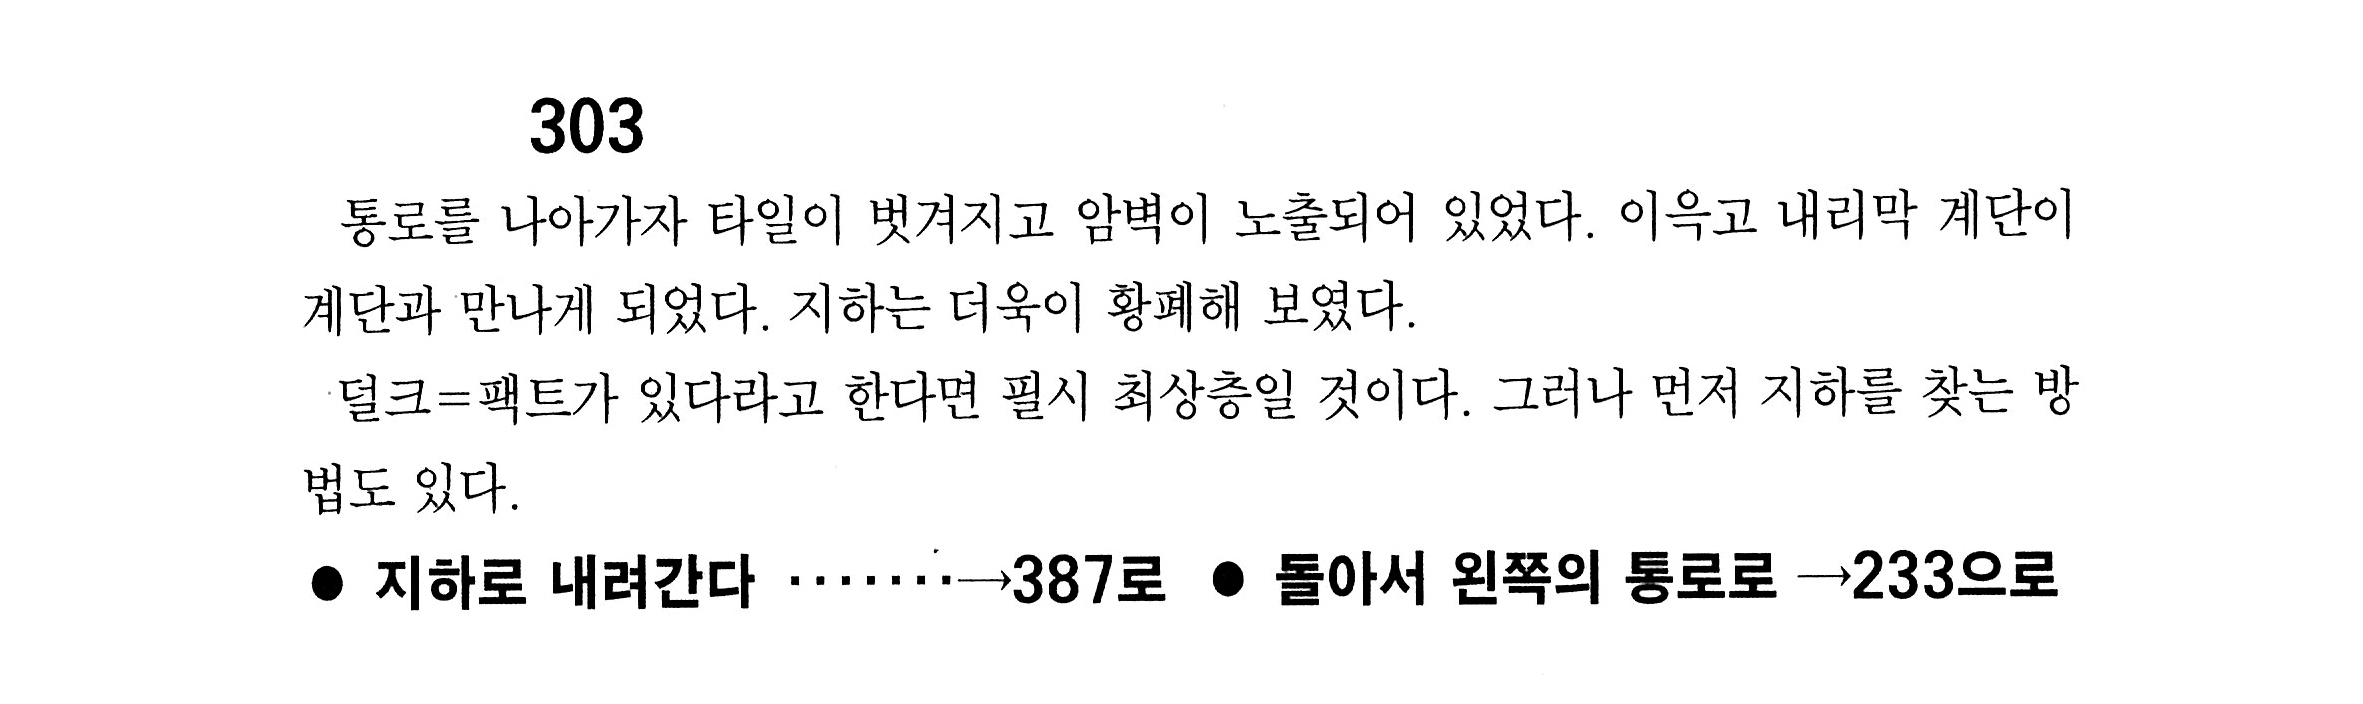 303
통로를 나아가자 타일이 벗겨지고 암벽이 노출되어 있었다. 이윽고 내리막 계단이
계단과 만나게 되었다. 지하는 더욱이 황폐해 보였다.
덜크=팩트가 있다라고 한다면 필시 최상층일 것이다. 그러나 먼저 지하를 찾는 방
법도 있다.
● 지하로 내려간다 ·······→387로 ● 돌아서 왼쪽의 통로로 →233으로